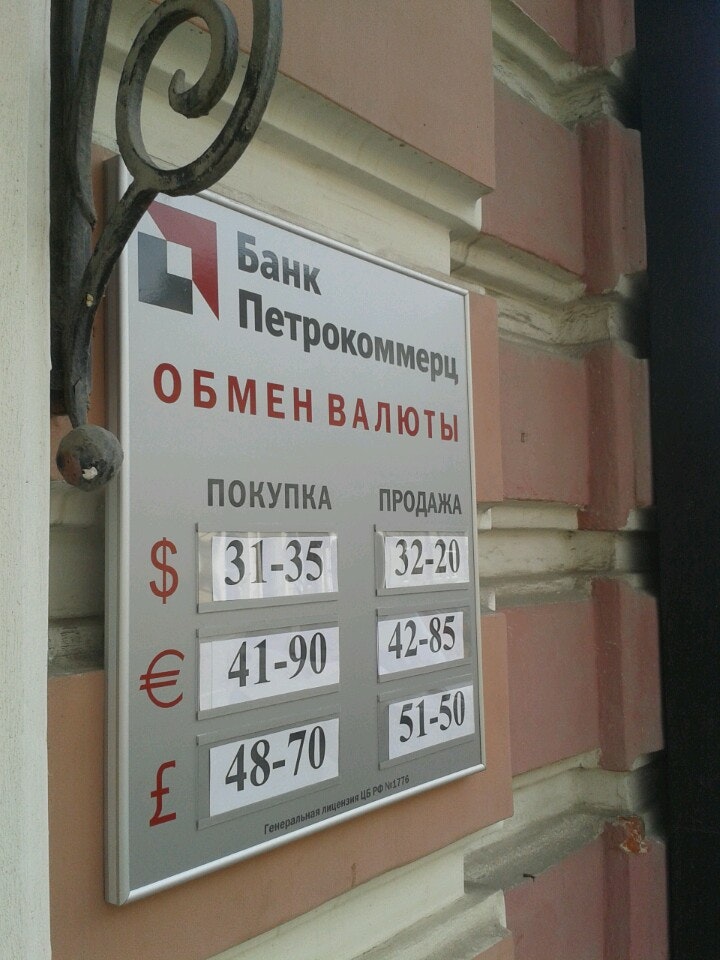 Банк
Петрокоммерц
ОБМЕН ВАЛЮТЫ
ПОКУПКА ПРОДАЖА
$ 31-35 32-20
€ 41-90 42-85
£ 48-70 51-50
Генеральная лицензия ЦБ РФ №1776